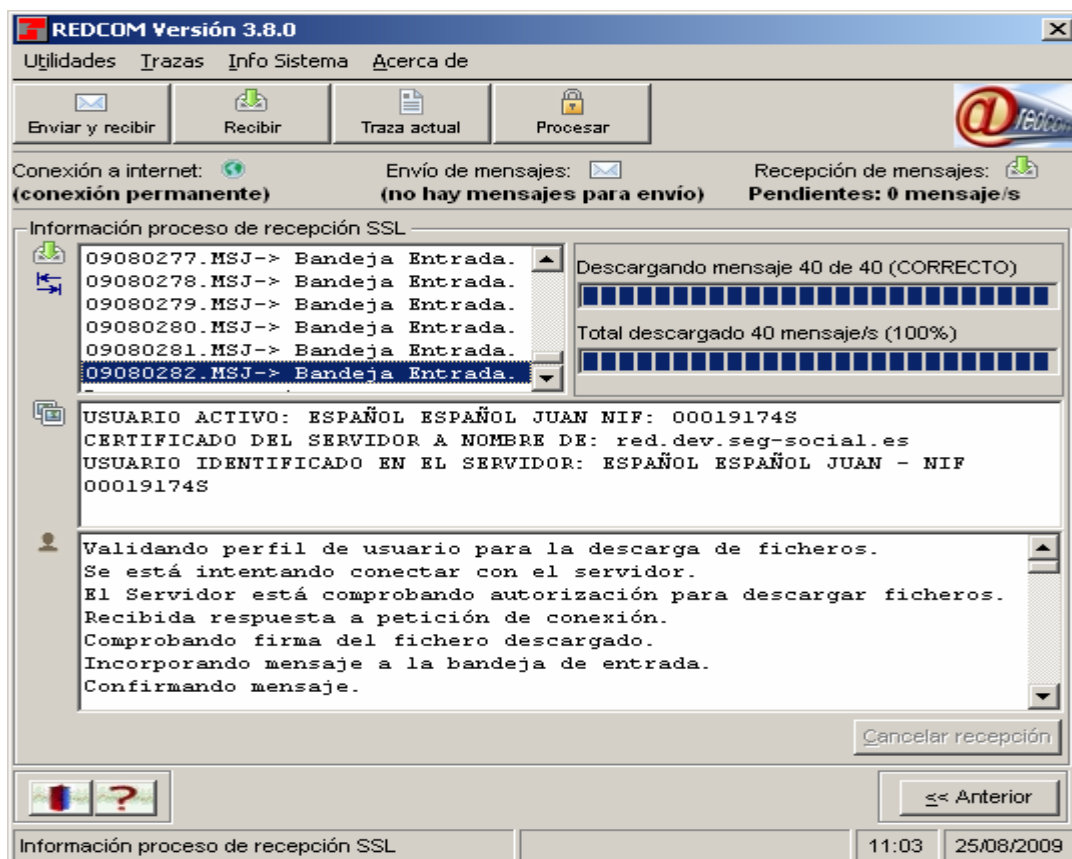 REDCOM Versión 3.8.0
Utilidades Trazas Info Sistema Acerca de
Enviar y recibir Recibir Traza actual Procesar
@redcom
Conexión a internet: Envío de mensajes: Recepción de mensajes:
(conexión permanente) (no hay mensajes para envío) Pendientes: 0 mensaje/s
Información proceso de recepción SSL
09080277.MSJ-> Bandeja Entrada.
09080278.MSJ-> Bandeja Entrada.
09080279.MSJ-> Bandeja Entrada.
09080280.MSJ-> Bandeja Entrada.
09080281.MSJ-> Bandeja Entrada.
09080282.MSJ-> Bandeja Entrada.
Descargando mensaje 40 de 40 (CORRECTO)
Total descargado 40 mensaje/s (100%)
USUARIO ACTIVO: ESPAÑOL ESPAÑOL JUAN NIF: 00019174S
CERTIFICADO DEL SERVIDOR A NOMBRE DE: red.dev.seg-social.es
USUARIO IDENTIFICADO EN EL SERVIDOR: ESPAÑOL ESPAÑOL JUAN - NIF
00019174S
Validando perfil de usuario para la descarga de ficheros.
Se está intentando conectar con el servidor.
El Servidor está comprobando autorización para descargar ficheros.
Recibida respuesta a petición de conexión.
Comprobando firma del fichero descargado.
Incorporando mensaje a la bandeja de entrada.
Confirmando mensaje.
Cancelar recepción
<< Anterior
Información proceso de recepción SSL 11:03 25/08/2009